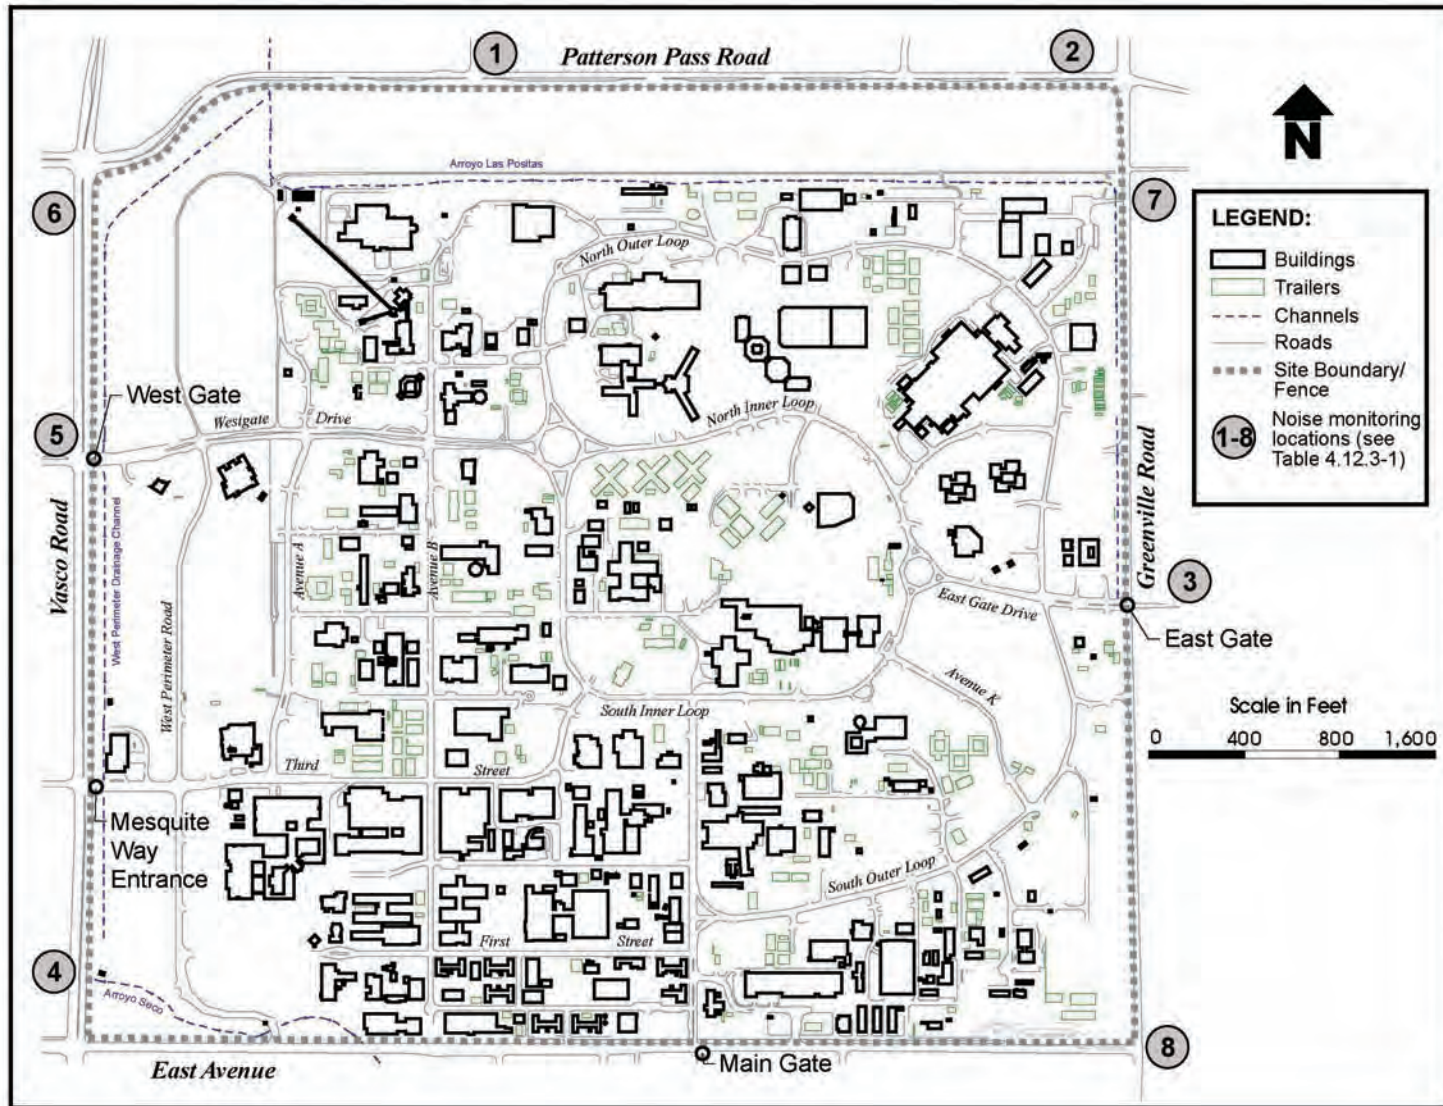 1
2
Patterson Pass Road
N
Arroyo Las Positas
6
7
LEGEND:
Buildings
Trailers
Channels
Roads
Site Boundary/
Fence
1-8
Noise monitoring
locations (see
Table 4.12.3-1)
North Outer Loop
West Gate
5
Westgate
Drive
North Inner Loop
Vasco Road
West Perimeter Drainage Channel
West Perimeter Road
Avenue A
Avenue B
Greenville Road
3
East Gate Drive
East Gate
Avenue K
South Inner Loop
Scale in Feet
0 400 800 1,600
Third
Street
Mesquite
Way
Entrance
South Outer Loop
First
Street
4
Arroyo Seco
8
Main Gate
East Avenue